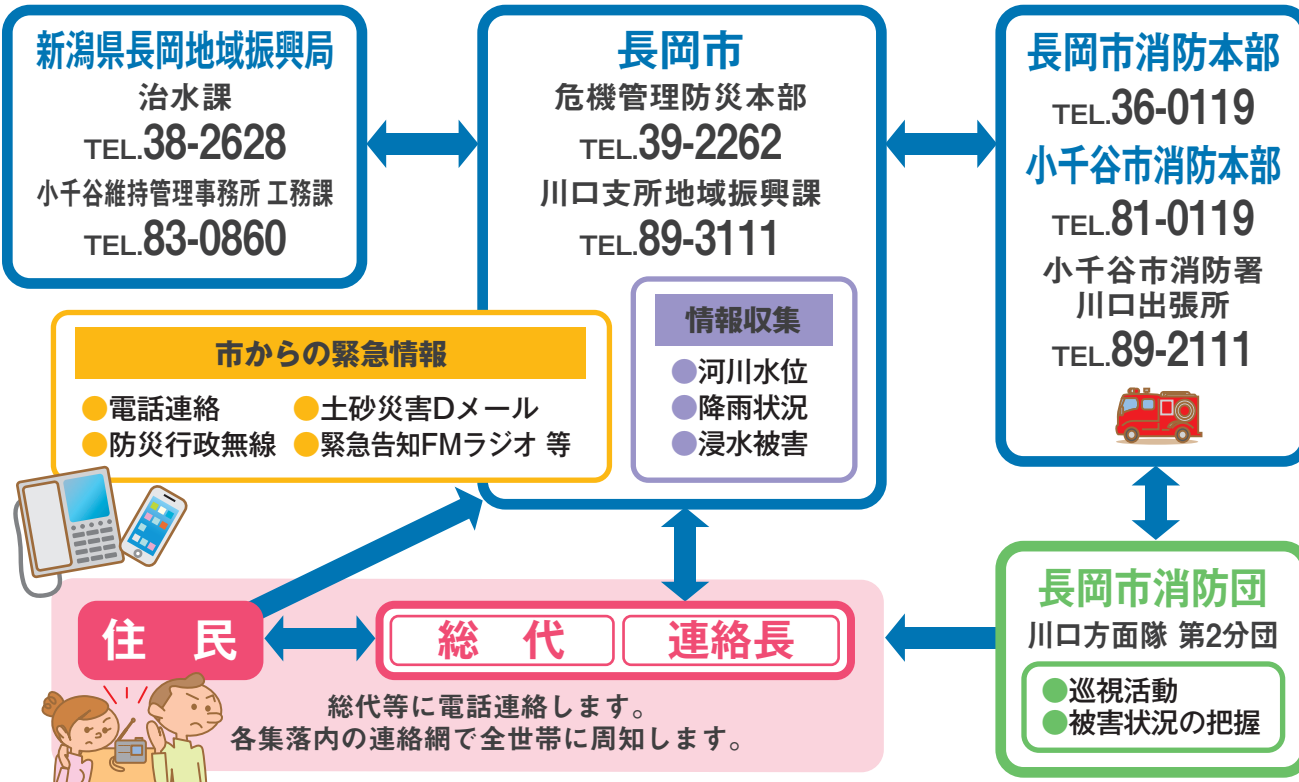 新潟県長岡地域振興局
治水課
TEL.38-2628
小千谷維持管理事務所 工務課
TEL.83-0860
長岡市
危機管理防災本部
TEL.39-2262
川口支所地域振興課
TEL.89-3111
情報収集
●河川水位
●降雨状況
●浸水被害
長岡市消防本部
TEL.36-0119
小千谷市消防本部
TEL.81-0119
小千谷市消防署
川口出張所
TEL.89-2111
市からの緊急情報
●電話連絡 ●土砂災害Dメール
●防災行政無線 ●緊急告知FMラジオ 等
住 民
総 代
連絡長
総代等に電話連絡します。
各集落内の連絡網で全世帯に周知します。
長岡市消防団
川口方面隊 第2分団
●巡視活動
●被害状況の把握